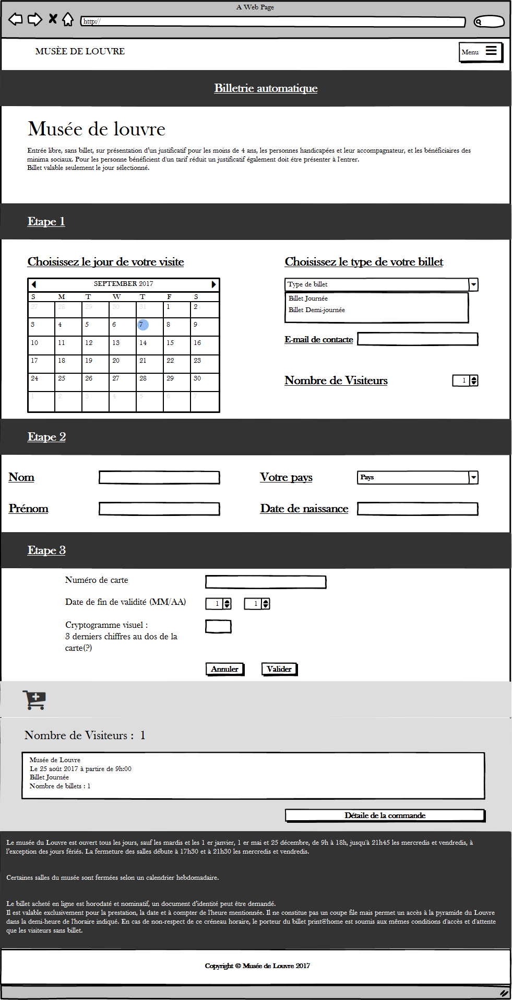 A Web Page
http://
MUSÈE DE LOUVRE
Menu
Billetrie automatique
Musée de louvre
Entrée libre, sans billet, sur présentation d'un justificatif pour les moins de 4 ans, les personnes handicapées et leur accompagnateur, et les bénéficiaires des
minima sociaux. Pour les personne bénéficient d'un tarif réduit un justificatif également doit étre présenter à l'entrer.
Billet valable seulement le jour sélectionné.
Etape 1
Choisissez le jour de votre visite
SEPTEMBER 2017
S M T W T F S
27 28 29 30 31 1 2
3 4 5 6 7 8 9
10 11 12 13 14 15 16
17 18 19 20 21 22 23
24 25 26 27 28 29 30
1 2 3 4 5 6 7
Choisissez le type de votre billet
Type de billet
Billet Journée
Billet Demi-journée
E-mail de contacte
Nombre de Visiteurs 1
Etape 2
Nom
Votre pays
Pays
Prénom
Date de naissance
Etape 3
Numéro de carte
Date de fin de validité (MM/AA) 1 1
Cryptogramme visuel :
3 derniers chiffres au dos de la
carte(?)
Annuler
Valider
Nombre de Visiteurs : 1
Musée de Louvre
Le 25 août 2017 à partire de 9h:00
Billet Journée
Nombre de billets : 1
Détaile de la commande
Le musée du Louvre est ouvert tous les jours, sauf les mardis et les 1 er janvier, 1 er mai et 25 décembre, de 9h à 18h, jusqu'à 21h45 les mercredis et vendredis, à
l'exception des jours fériés. La fermeture des salles débute à 17h30 et à 21h30 les mercredis et vendredis.
Certaines salles du musée sont fermées selon un calendrier hebdomadaire.
Le billet acheté en ligne est horodaté et nominatif, un document d'identité peut être demandé.
Il est valable exclusivement pour la prestation, la date et à compter de l'heure mentionnée. Il ne constitue pas un coupe file mais permet un accès à la pyramide du Louvre
dans la demi-heure de l'horaire indiqué. En cas de non-respect de ce créneau horaire, le porteur du billet print@home est soumis aux mêmes conditions d'accès et d'attente
que les visiteurs sans billet.
Copyright © Musée de Louvre 2017